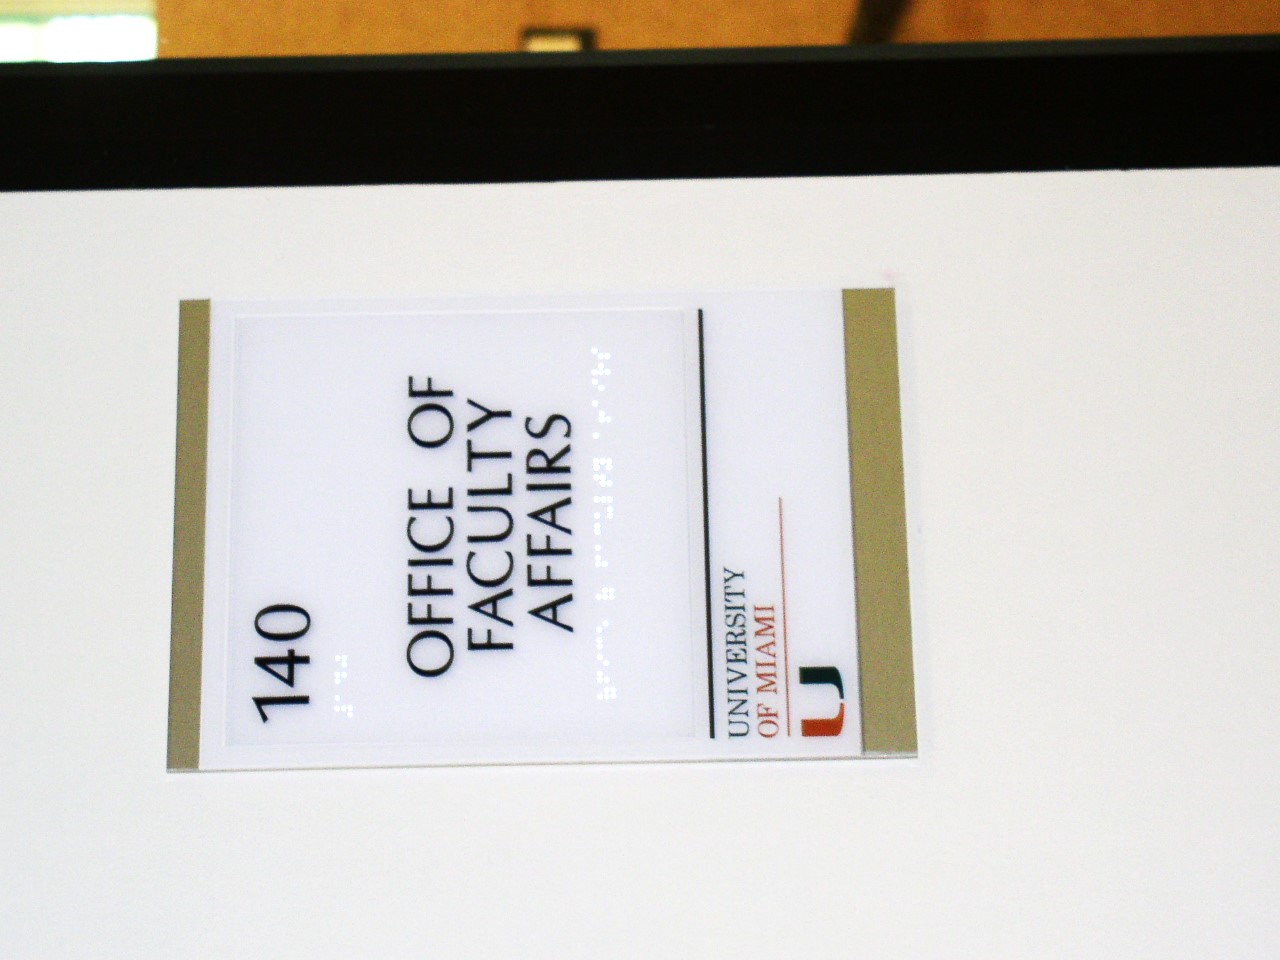 140
OFFICE OF
FACULTY
AFFAIRS
UNIVERSITY
OF MIAMI
U